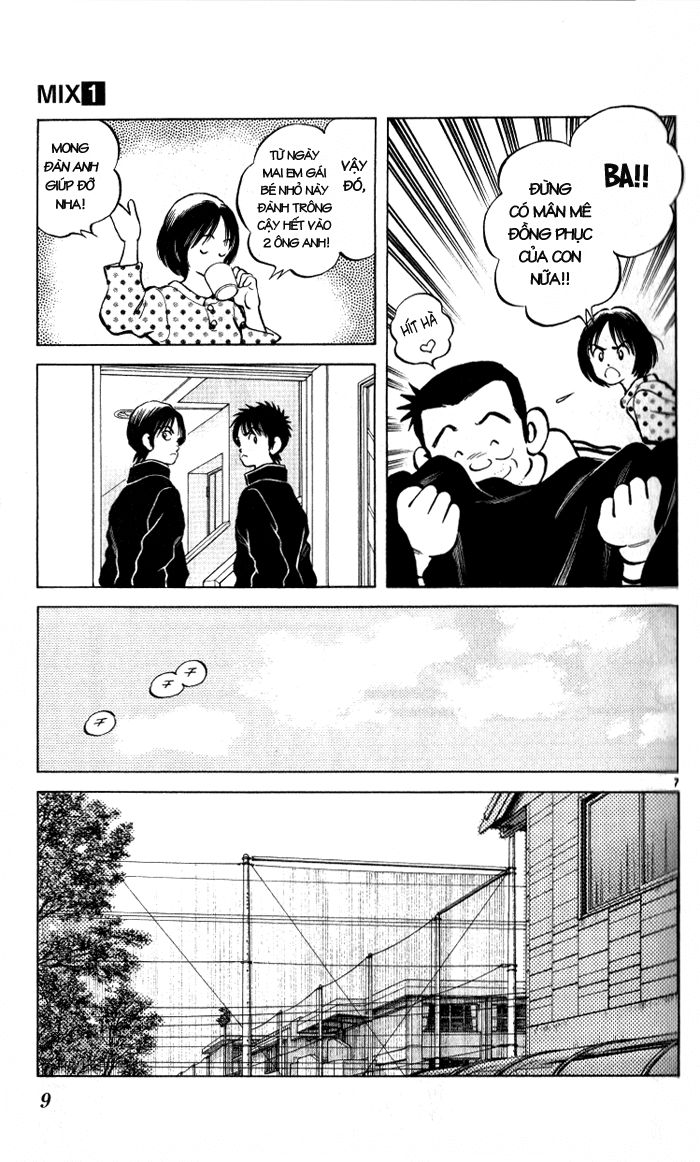 MIX 1
BA!!
ĐỪNG
CÓ MÂN MÊ
ĐỒNG PHỤC
CỦA CON
NỮA!!
HÍT HÀ
VẬY
ĐÓ,
TỪ NGÀY
MAI EM GÁI
BÉ NHỎ NÀY
ĐÀNH TRÔNG
CẬY HẾT VÀO
2 ÔNG ANH!
MONG
ĐÀN ANH
GIÚP ĐỠ
NHA!
チ
チ
チ
7
9